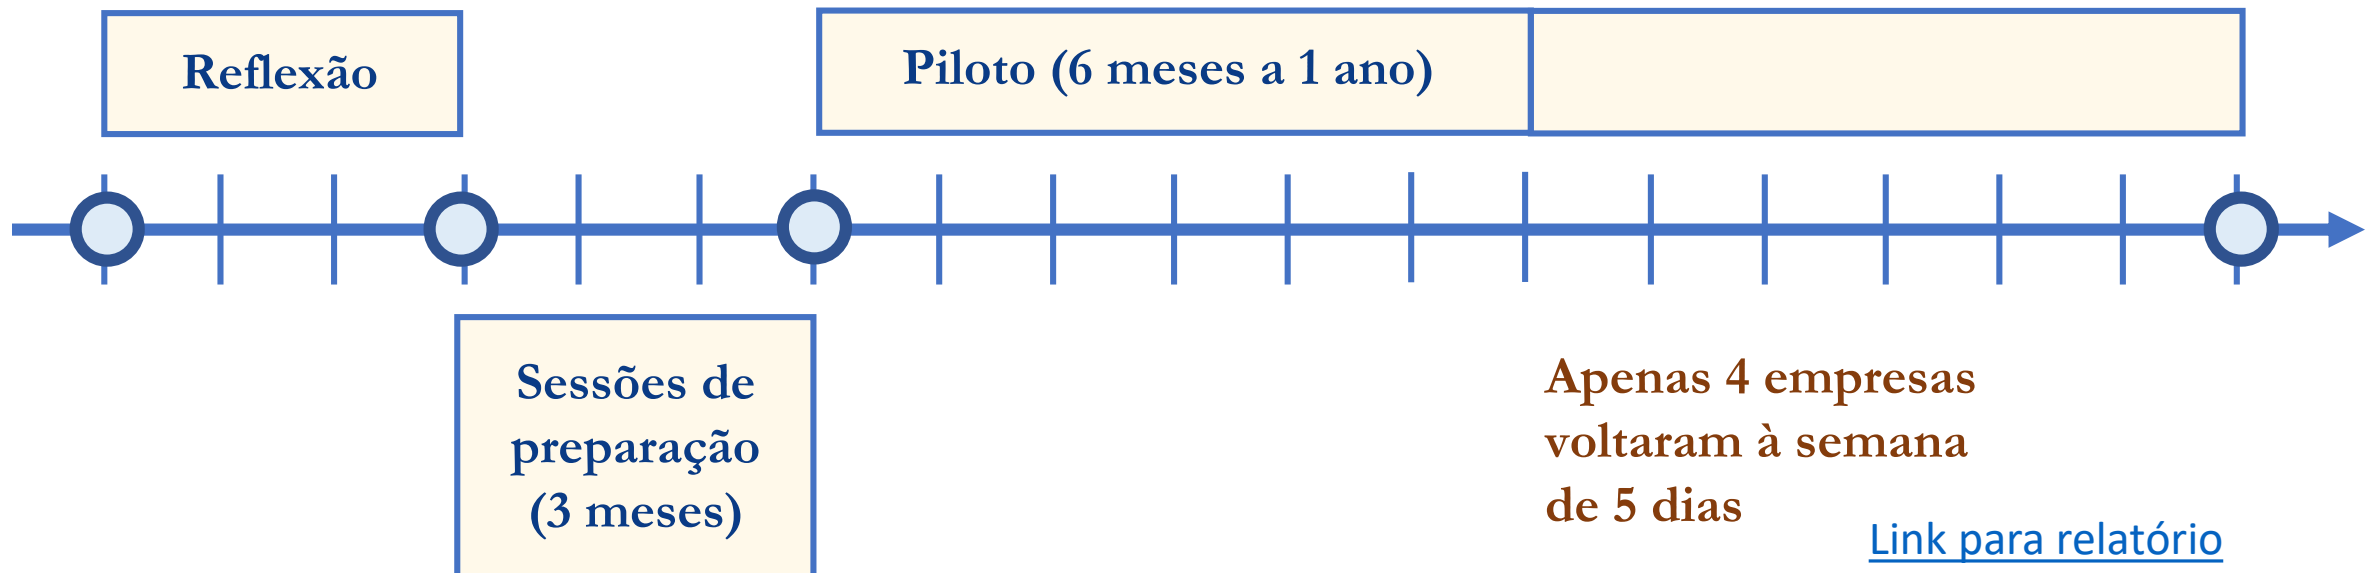 Reflexão
Piloto (6 meses a 1 ano)
Sessões de
preparação
(3 meses)
Apenas 4 empresas
voltaram à semana
de 5 dias
Link para relatório